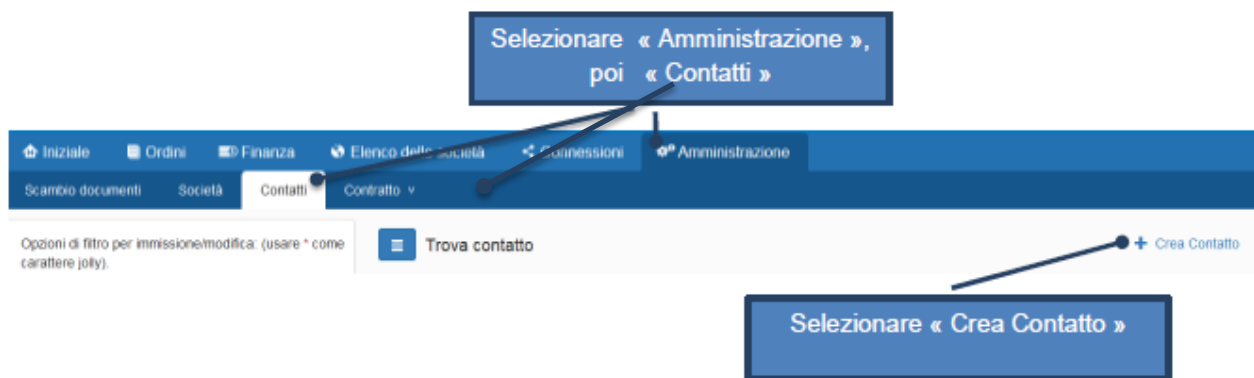 Selezionare « Amministrazione »,
poi « Contatti »
Iniziale Ordini Finanza Elenco delle società Connessioni Amministrazione
Scambio documenti Società Contatti Contratto v
Opzioni di filtro per immissione/modifica: (usare * come
carattere jolly).
Trova contatto
+ Crea Contatto
Selezionare « Crea Contatto »